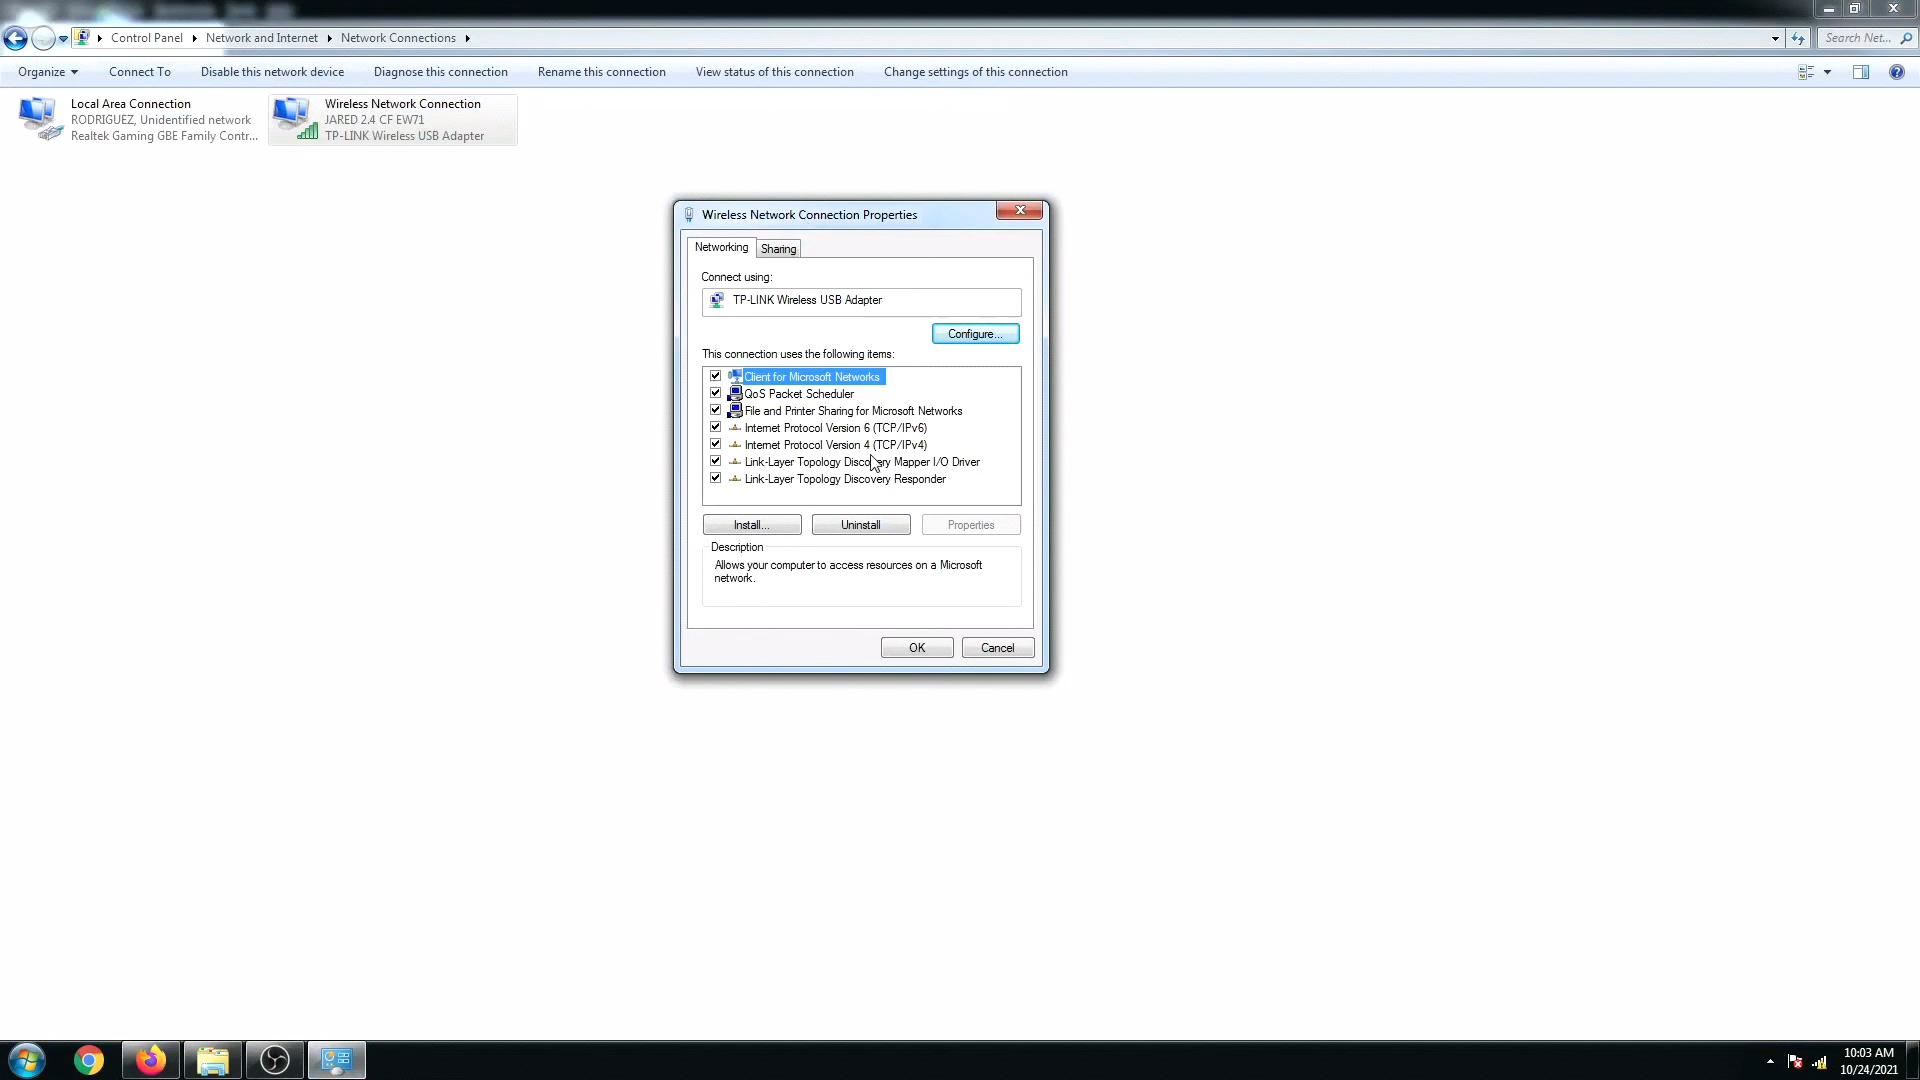 Control Panel
Network and Internet
Network Connections
Search Net...
Organize
Connect To
Disable this network device
Diagnose this connection
Rename this connection
View status of this connection
Change settings of this connection
Local Area Connection
RODRIGUEZ, Unidentified network
Realtek Gaming GBE Family Contr...
Wireless Network Connection
JARED 2.4 CF EW71
TP-LINK Wireless USB Adapter
Wireless Network Connection Properties
Networking
Sharing
Connect using:
TP-LINK Wireless USB Adapter
Configure...
This connection uses the following items:
Client for Microsoft Networks
QoS Packet Scheduler
File and Printer Sharing for Microsoft Networks
Internet Protocol Version 6 (TCP/IPv6)
Internet Protocol Version 4 (TCP/IPv4)
Link-Layer Topology Discovery Mapper I/O Driver
Link-Layer Topology Discovery Responder
Install...
Uninstall
Properties
Description
Allows your computer to access resources on a Microsoft
network.
OK
Cancel
10:03 AM
10/24/2021